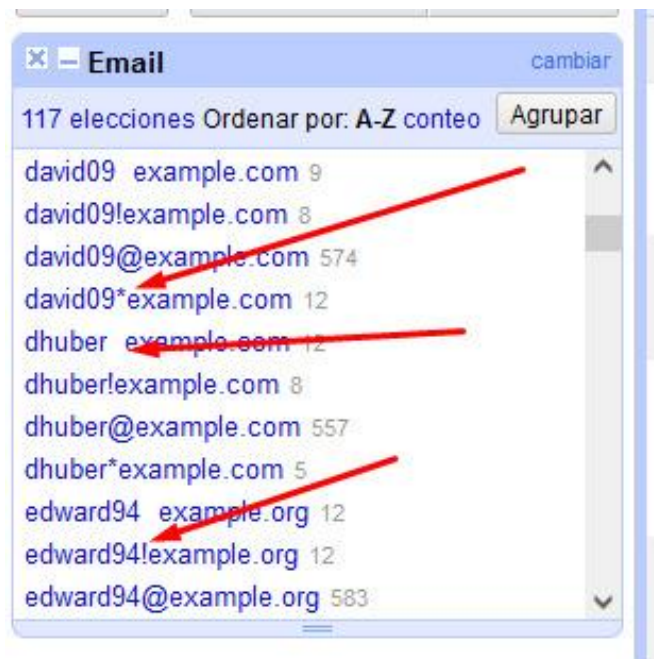 Email cambiar
117 elecciones Ordenar por: A-Z conteo Agrupar
david09 example.com 9
david09!example.com 8
david09@example.com 574
david09*example.com 12
dhuber example.com 12
dhuber!example.com 8
dhuber@example.com 557
dhuber*example.com 5
edward94 example.org 12
edward94!example.org 12
edward94@example.org 583